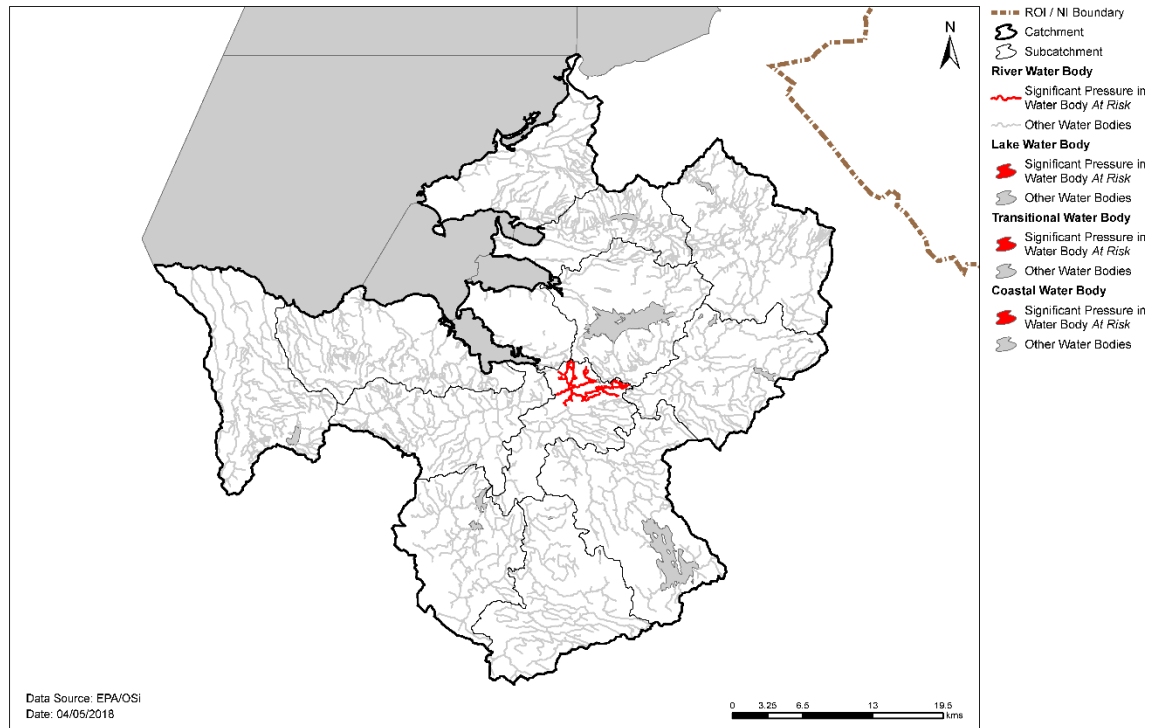 N
ROI / NI Boundary
Catchment
Subcatchment
River Water Body
Significant Pressure in
Water Body At Risk
Other Water Bodies
Lake Water Body
Significant Pressure in
Water Body At Risk
Other Water Bodies
Transitional Water Body
Significant Pressure in
Water Body At Risk
Other Water Bodies
Coastal Water Body
Significant Pressure in
Water Body At Risk
Other Water Bodies
Data Source: EPA/OSi
Date: 04/05/2018
0 3.25 6.5 13 19.5
kms